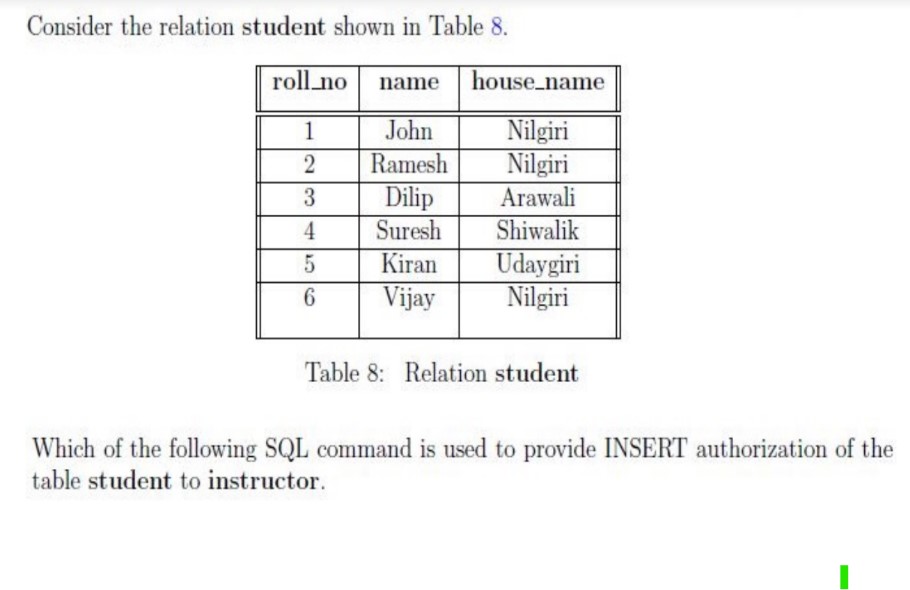 Consider the relation student shown in Table 8.
roll_no name house_name
1 John Nilgiri
2 Ramesh Nilgiri
3 Dilip Arawali
4 Suresh Shiwalik
5 Kiran Udaygiri
6 Vijay Nilgiri
Table 8: Relation student
Which of the following SQL command is used to provide INSERT authorization of the
table student to instructor.